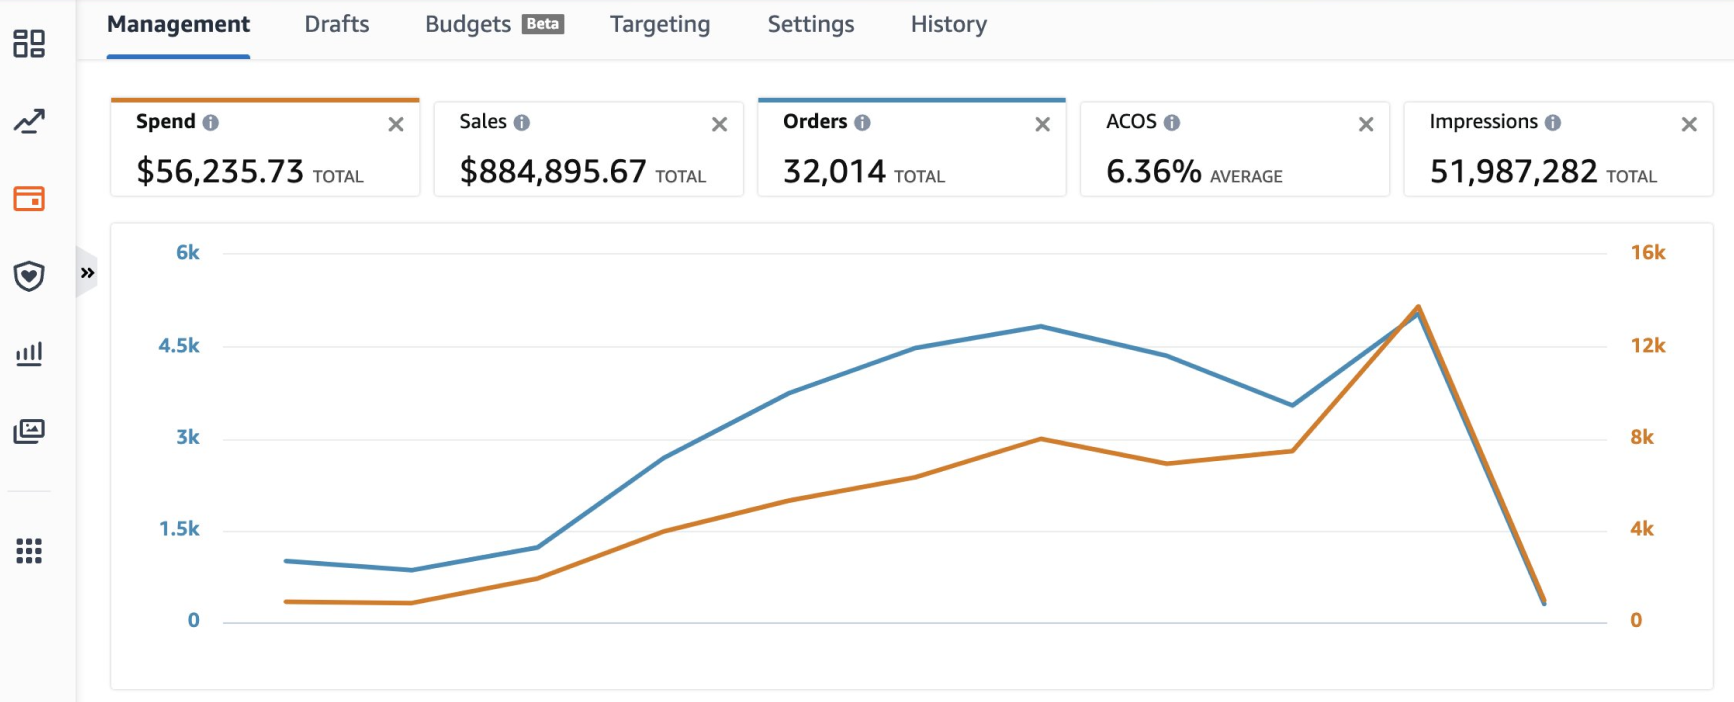 Management Drafts Budgets Beta Targeting Settings History
Spend Sales Orders ACOS Impressions
$56,235.73 TOTAL $884,895.67 TOTAL 32,014 TOTAL 6.36% AVERAGE 51,987,282 TOTAL
6k 16k
4.5k 12k
3k 8k
1.5k 4k
0 0